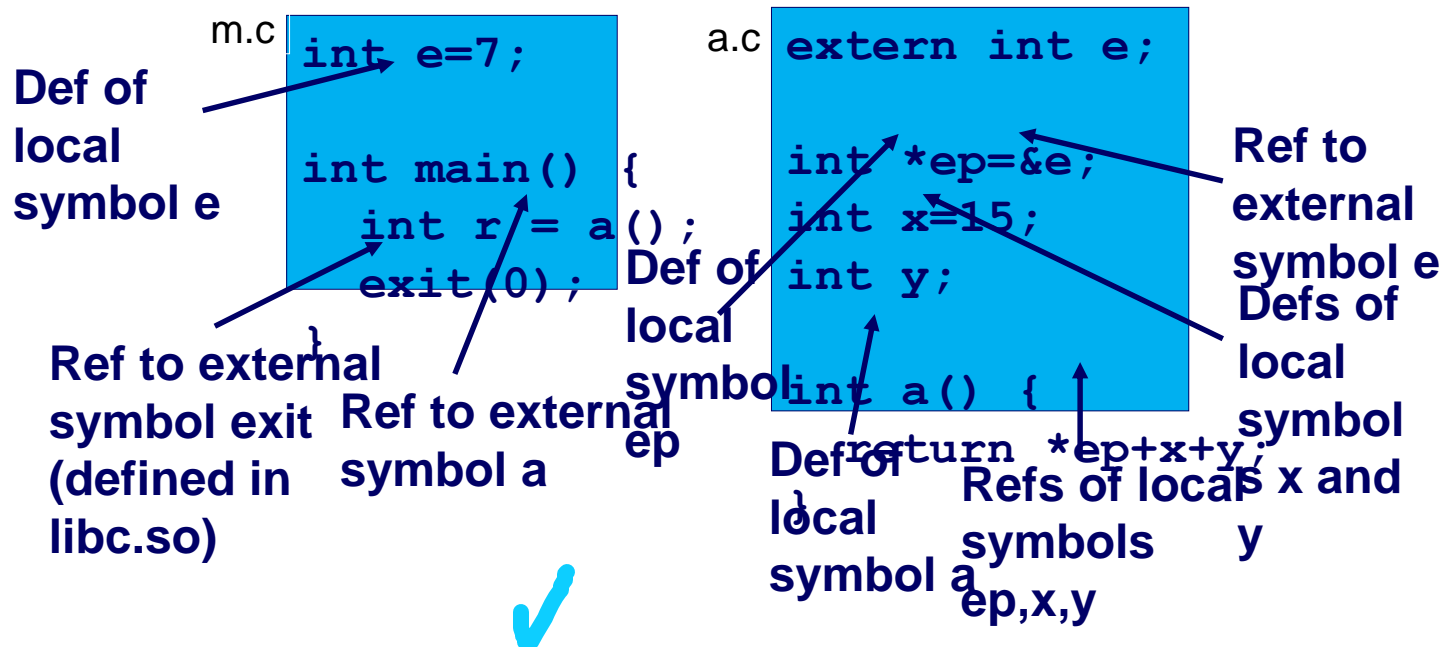 m.c
int e=7;
int main() {
int r = a();
exit(0);
}
Def of
local
symbol e
Ref to external
symbol exit
(defined in
libc.so)
Ref to external
symbol a
a.c
extern int e;
int *ep=&e;
int x=15;
int y;
int a() {
return *ep+x+y;
}
Def of
local
symbol
ep
Def of
local
symbol a
Refs of local
symbols
ep,x,y
Ref to
external
symbol e
Defs of
local
symbol
s x and
y